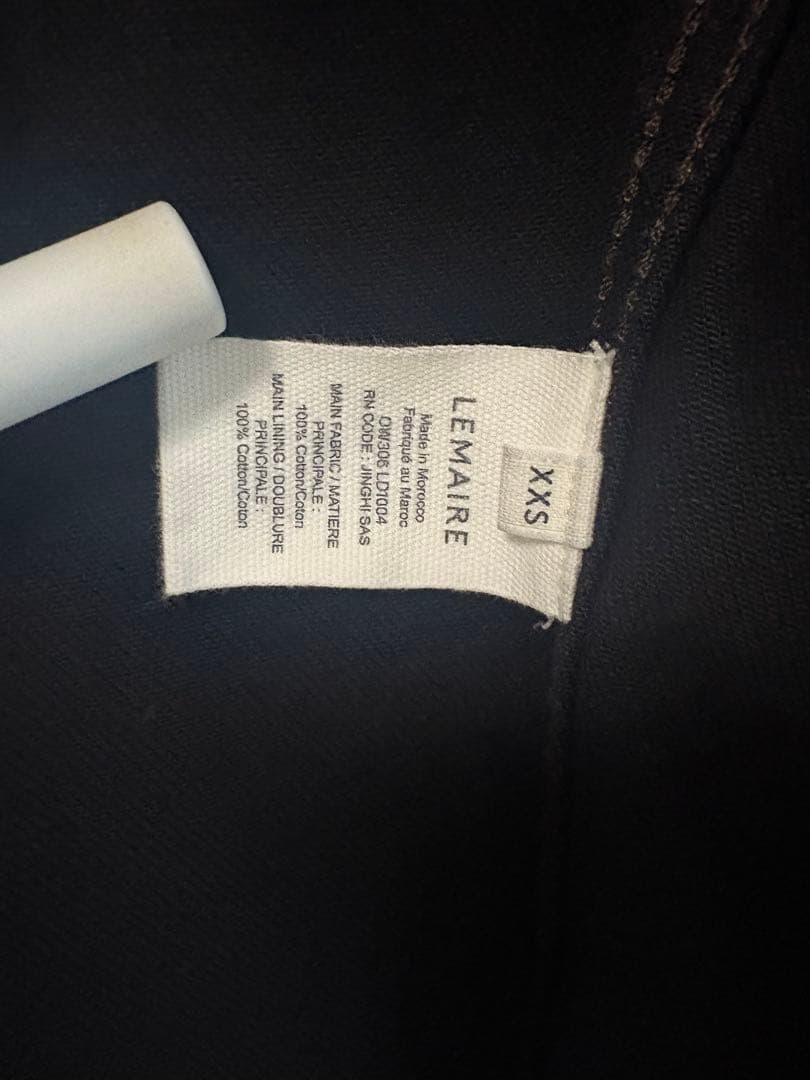 XXS
LEMAIRE
Made in Morocco
Fabriqué au Maroc
OW306 LD1004
RN CODE : JINGHI SAS
MAIN FABRIC / MATIERE
PRINCIPALE :
100% Cotton/Coton
MAIN LINING / DOUBLURE
PRINCIPALE :
100% Cotton/Coton